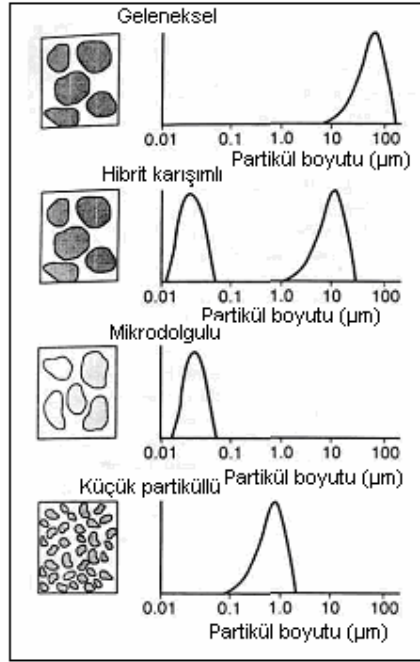 Geleneksel
0.01 0.1 1.0 10 100
Partikül boyutu (µm)
Hibrit karışımlı
0.01 0.1 1.0 10 100
Partikül boyutu (µm)
Mikrodolgulu
0.01 0.1 1.0 10 100
Partikül boyutu (µm)
Küçük partiküllü
0.01 0.1 1.0 10 100
Partikül boyutu (µm)